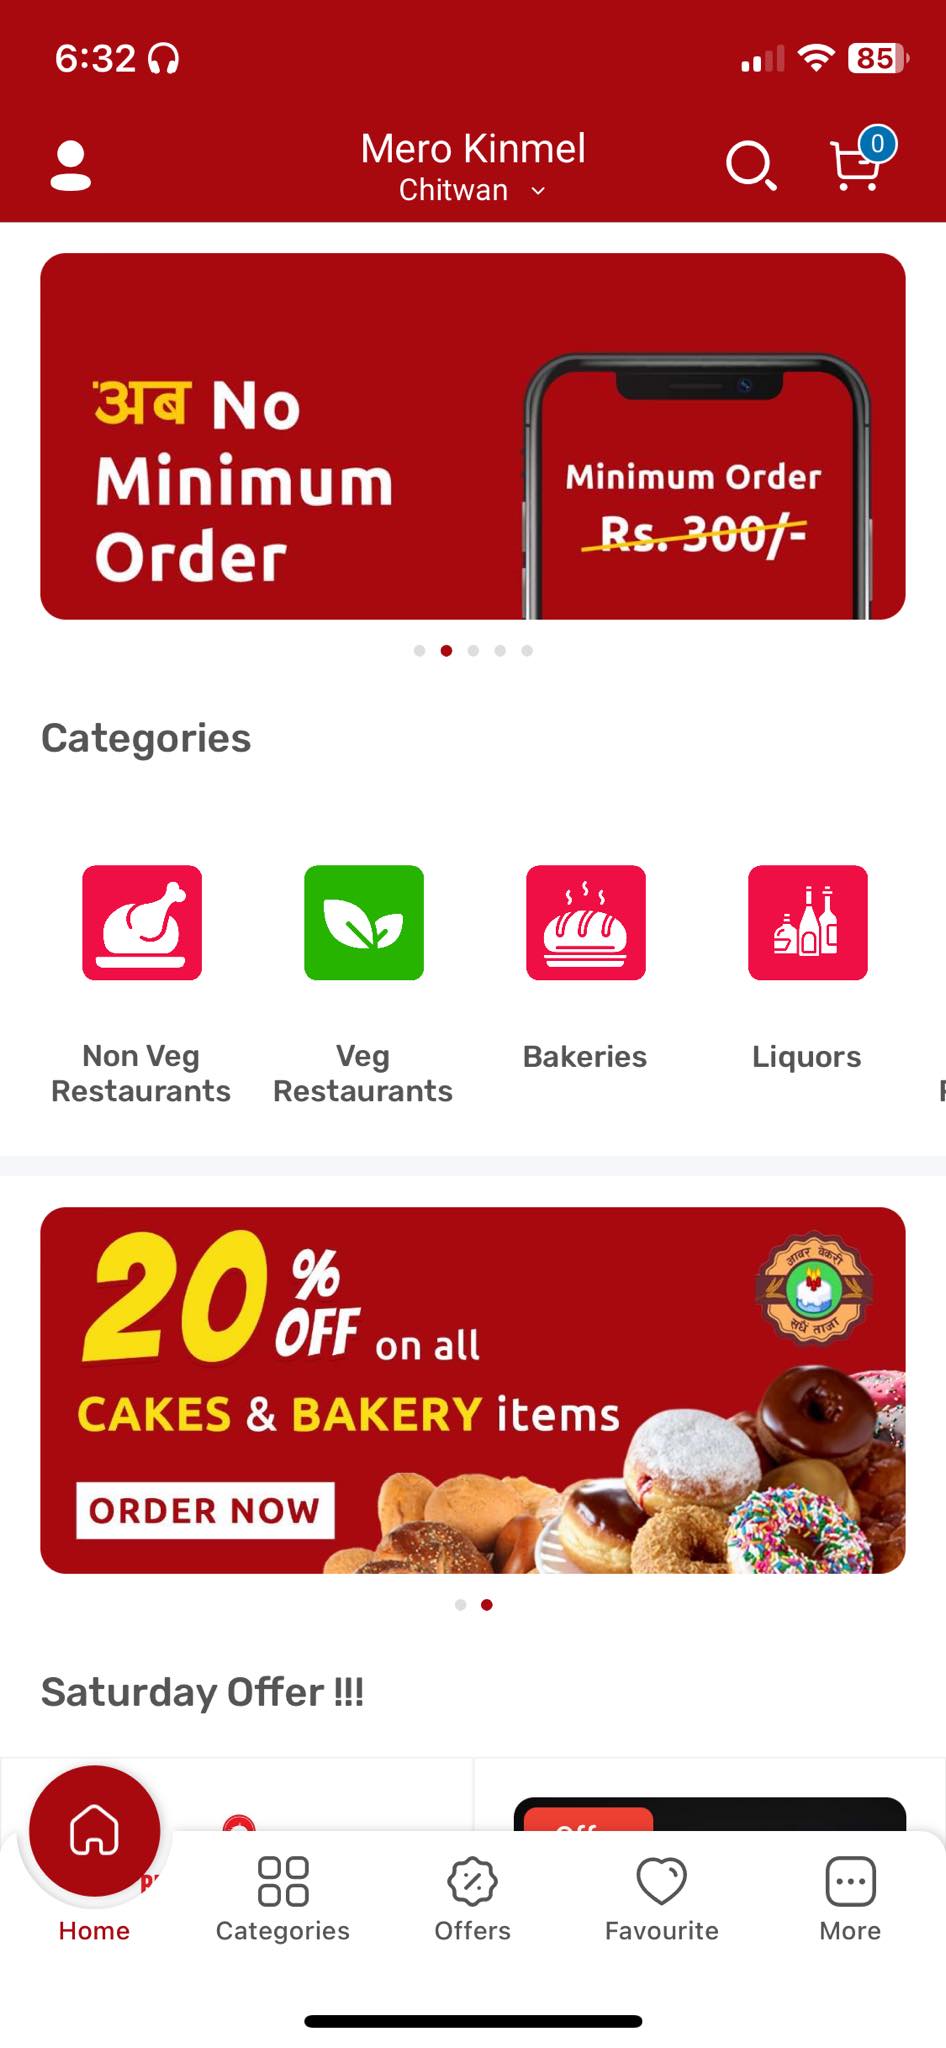 6:32
85
Mero Kinmel
0
Chitwan
अब No
Minimum
Order
Minimum Order
Rs. 300/-
Categories
Non Veg
Restaurants
Veg
Restaurants
Bakeries
Liquors
20% OFF on all
CAKES & BAKERY items
ORDER NOW
आवर बेकरी
सधैं ताजा
Saturday Offer !!!
Home
Categories
Offers
Favourite
More